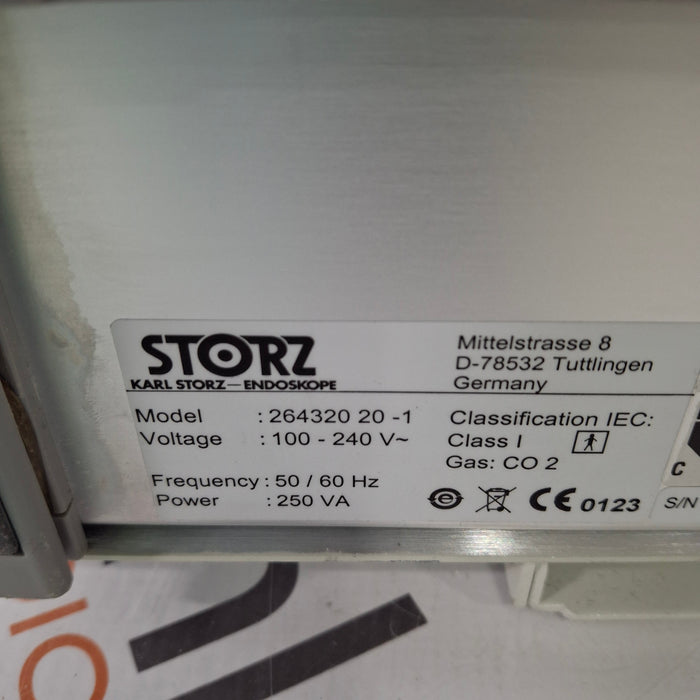 STORZ
KARL STORZ—ENDOSKOPE
Mittelstrasse 8
D-78532 Tuttlingen
Germany
Model : 264320 20 -1
Voltage : 100 - 240 V~
Frequency : 50 / 60 Hz
Power : 250 VA
Classification IEC:
Class I
Gas: CO 2
CE 0123
C
S/N